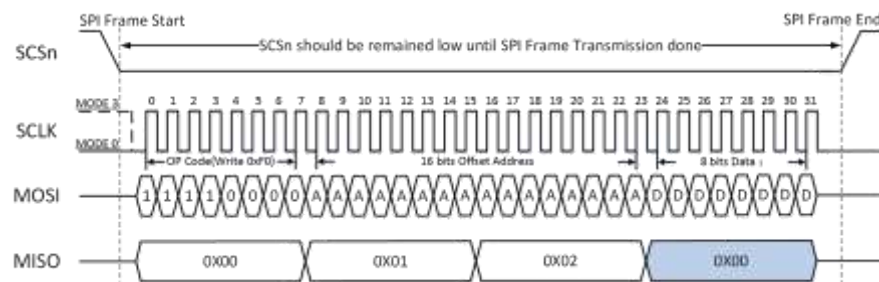 SPI Frame Start
SPI Frame End
SCSn
SCSn should be remained low until SPI Frame Transmission done
MODE 3
0 1 2 3 4 5 6 7 8 9 10 11 12 13 14 15 16 17 18 19 20 21 22 23 24 25 26 27 28 29 30 31
SCLK
MODE 0
OP Code(Write 0xF0)
16 bits Offset Address
8 bits Data
MOSI
1 1 1 1 0 0 0 0 A A A A A A A A A A A A A A A A D D D D D D D D
MISO
0X00
0X01
0X02
0X00